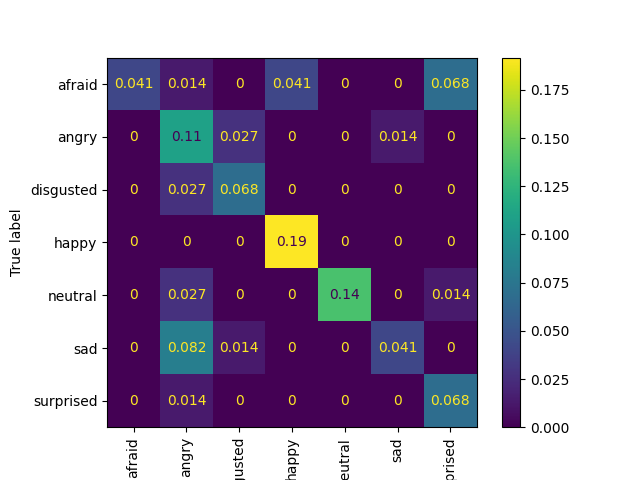 afraid 0.041 0.014 0 0.041 0 0 0.068
angry 0 0.11 0.027 0 0 0.014 0
disgusted 0 0.027 0.068 0 0 0 0
happy 0 0 0 0.19 0 0 0
neutral 0 0.027 0 0 0.14 0 0.014
sad 0 0.082 0.014 0 0 0.041 0
surprised 0 0.014 0 0 0 0 0.068
True label
afraid
angry
gusted
happy
eutral
sad
prised
0.175
0.150
0.125
0.100
0.075
0.050
0.025
0.000